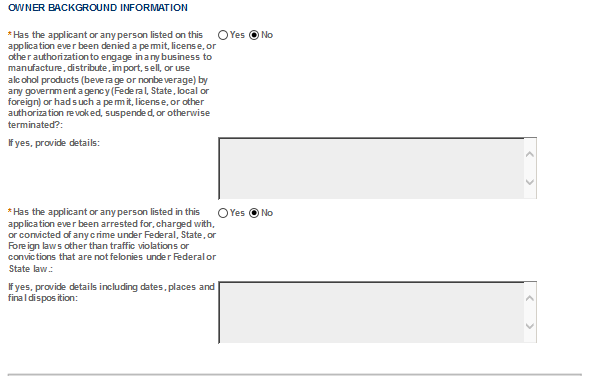 OWNER BACKGROUND INFORMATION
*Has the applicant or any person listed on this
Yes No
application ever been denied a permit, license, or
other authorization to engage in any business to
manufacture, distribute, import, sell, or use
alcohol products (beverage or nonbeverage) by
any government agency (Federal, State, local or
foreign) or had such a permit, license, or other
authorization revoked, suspended, or otherwise
terminated?:
If yes, provide details:
*Has the applicant or any person listed in this
Yes No
application ever been arrested for, charged with,
or convicted of any crime under Federal, State, or
Foreign laws other than traffic violations or
convictions that are not felonies under Federal or
State law.:
If yes, provide details including dates, places and
final disposition: